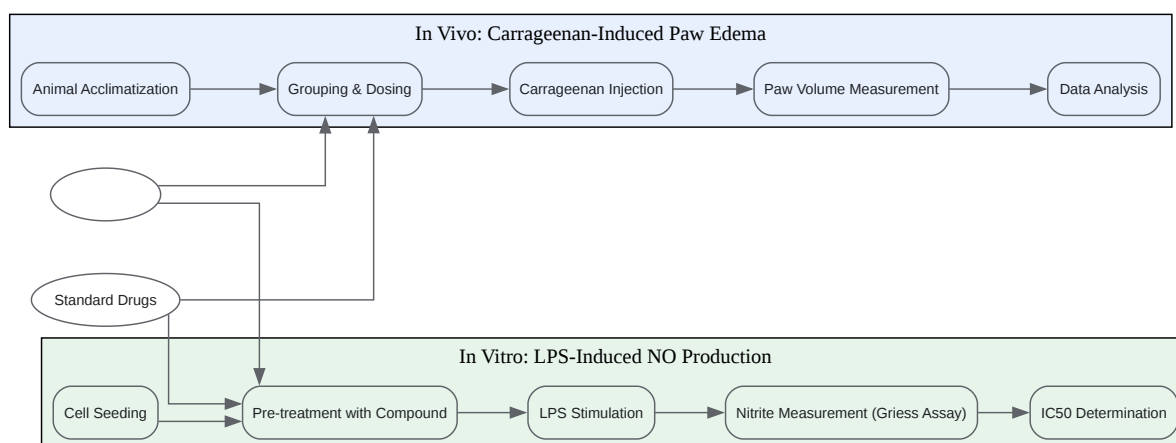 In Vivo: Carrageenan-Induced Paw Edema
Animal Acclimatization
Grouping & Dosing
Carrageenan Injection
Paw Volume Measurement
Data Analysis
Standard Drugs
In Vitro: LPS-Induced NO Production
Cell Seeding
Pre-treatment with Compound
LPS Stimulation
Nitrite Measurement (Griess Assay)
IC50 Determination